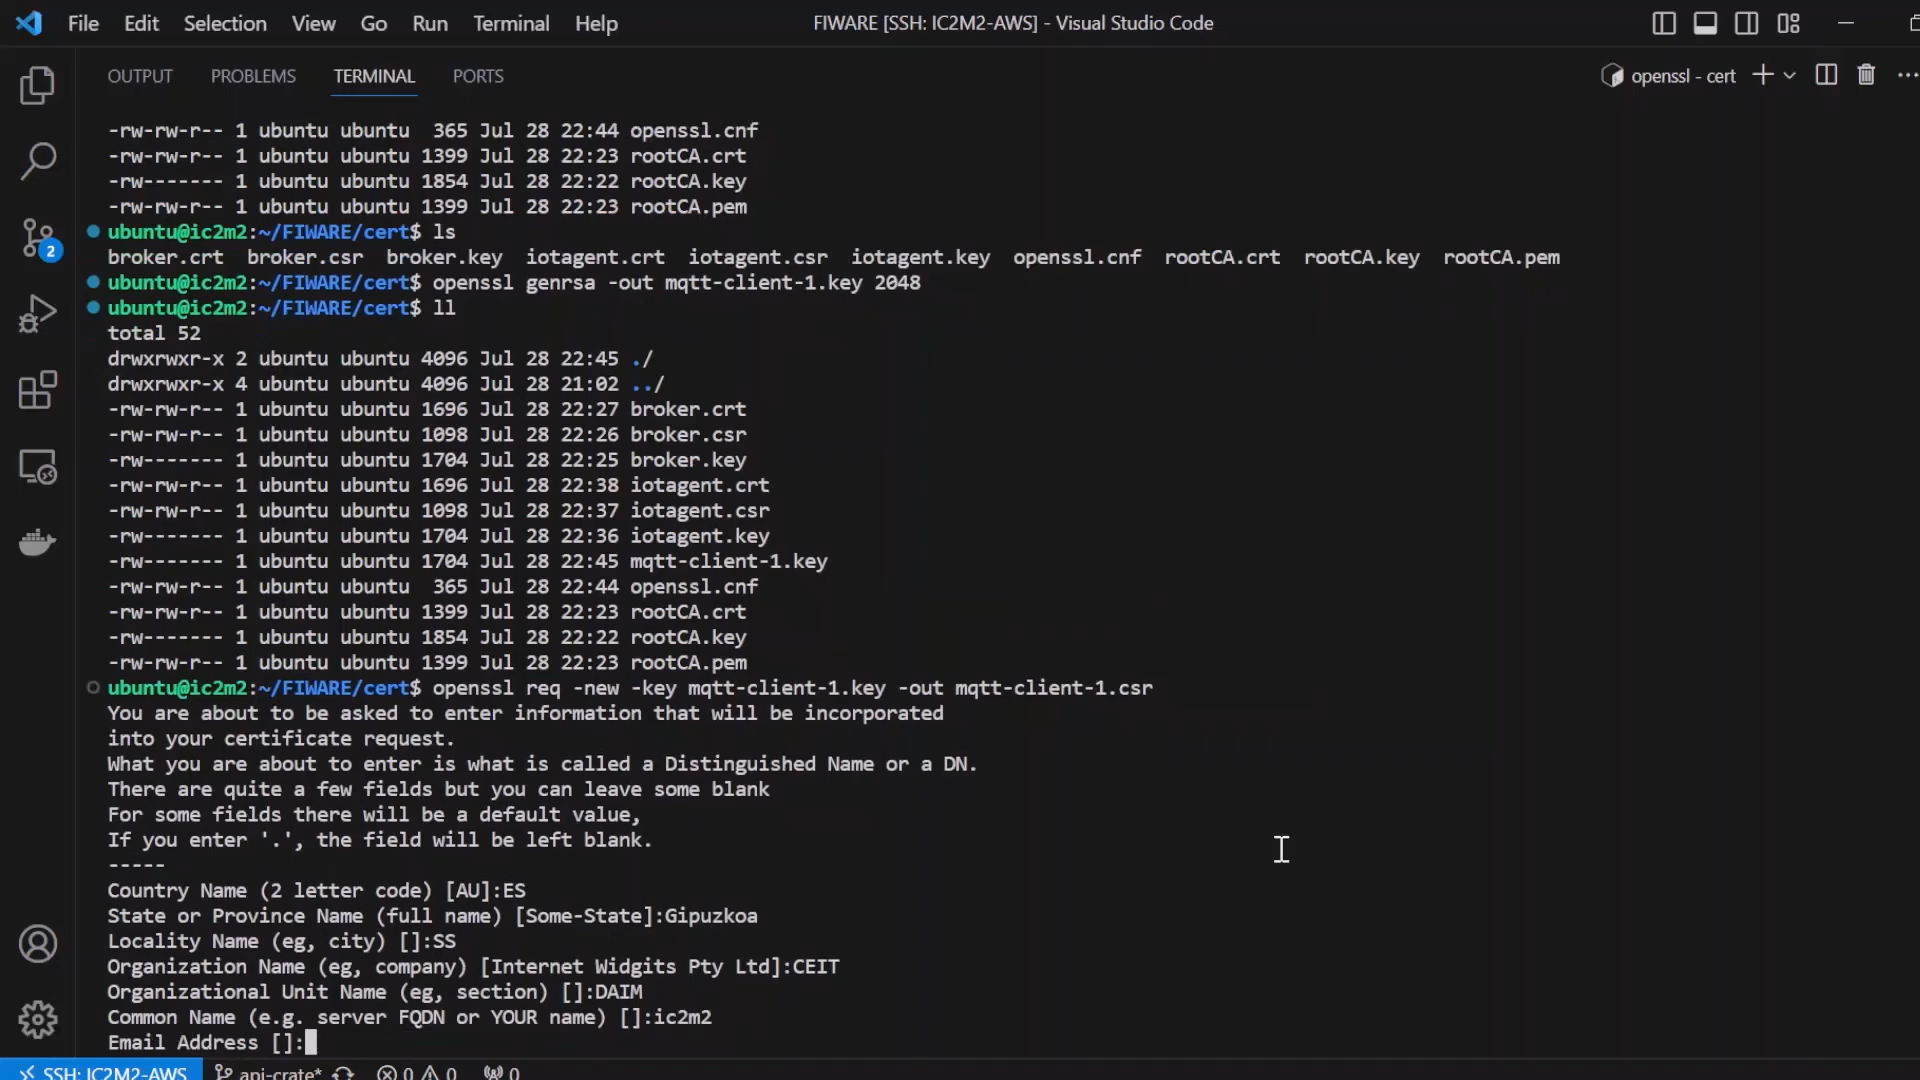 File Edit Selection View Go Run Terminal Help FIWARE [SSH: IC2M2-AWS] - Visual Studio Code
OUTPUT PROBLEMS TERMINAL PORTS openssl - cert
-rw-rw-r-- 1 ubuntu ubuntu  365 Jul 28 22:44 openssl.cnf
-rw-rw-r-- 1 ubuntu ubuntu 1399 Jul 28 22:23 rootCA.crt
-rw------- 1 ubuntu ubuntu 1854 Jul 28 22:22 rootCA.key
-rw-rw-r-- 1 ubuntu ubuntu 1399 Jul 28 22:23 rootCA.pem
ubuntu@ic2m2:~/FIWARE/cert$ ls
broker.crt  broker.csr  broker.key  iotagent.crt  iotagent.csr  iotagent.key  openssl.cnf  rootCA.crt  rootCA.key  rootCA.pem
ubuntu@ic2m2:~/FIWARE/cert$ openssl genrsa -out mqtt-client-1.key 2048
ubuntu@ic2m2:~/FIWARE/cert$ ll
total 52
drwxrwxr-x 2 ubuntu ubuntu 4096 Jul 28 22:45 ./
drwxrwxr-x 4 ubuntu ubuntu 4096 Jul 28 21:02 ../
-rw-rw-r-- 1 ubuntu ubuntu 1696 Jul 28 22:27 broker.crt
-rw-rw-r-- 1 ubuntu ubuntu 1098 Jul 28 22:26 broker.csr
-rw------- 1 ubuntu ubuntu 1704 Jul 28 22:25 broker.key
-rw-rw-r-- 1 ubuntu ubuntu 1696 Jul 28 22:38 iotagent.crt
-rw-rw-r-- 1 ubuntu ubuntu 1098 Jul 28 22:37 iotagent.csr
-rw------- 1 ubuntu ubuntu 1704 Jul 28 22:36 iotagent.key
-rw------- 1 ubuntu ubuntu 1704 Jul 28 22:45 mqtt-client-1.key
-rw-rw-r-- 1 ubuntu ubuntu  365 Jul 28 22:44 openssl.cnf
-rw-rw-r-- 1 ubuntu ubuntu 1399 Jul 28 22:23 rootCA.crt
-rw------- 1 ubuntu ubuntu 1854 Jul 28 22:22 rootCA.key
-rw-rw-r-- 1 ubuntu ubuntu 1399 Jul 28 22:23 rootCA.pem
2
ubuntu@ic2m2:~/FIWARE/cert$ openssl req -new -key mqtt-client-1.key -out mqtt-client-1.csr
You are about to be asked to enter information that will be incorporated
into your certificate request.
What you are about to enter is what is called a Distinguished Name or a DN.
There are quite a few fields but you can leave some blank
For some fields there will be a default value,
If you enter '.', the field will be left blank.
-----
Country Name (2 letter code) [AU]:ES
State or Province Name (full name) [Some-State]:Gipuzkoa
Locality Name (eg, city) []:SS
Organization Name (eg, company) [Internet Widgits Pty Ltd]:CEIT
Organizational Unit Name (eg, section) []:DAIM
Common Name (e.g. server FQDN or YOUR name) []:ic2m2
Email Address []:
SSH: IC2M2-AWS api-crate* 0 0 0